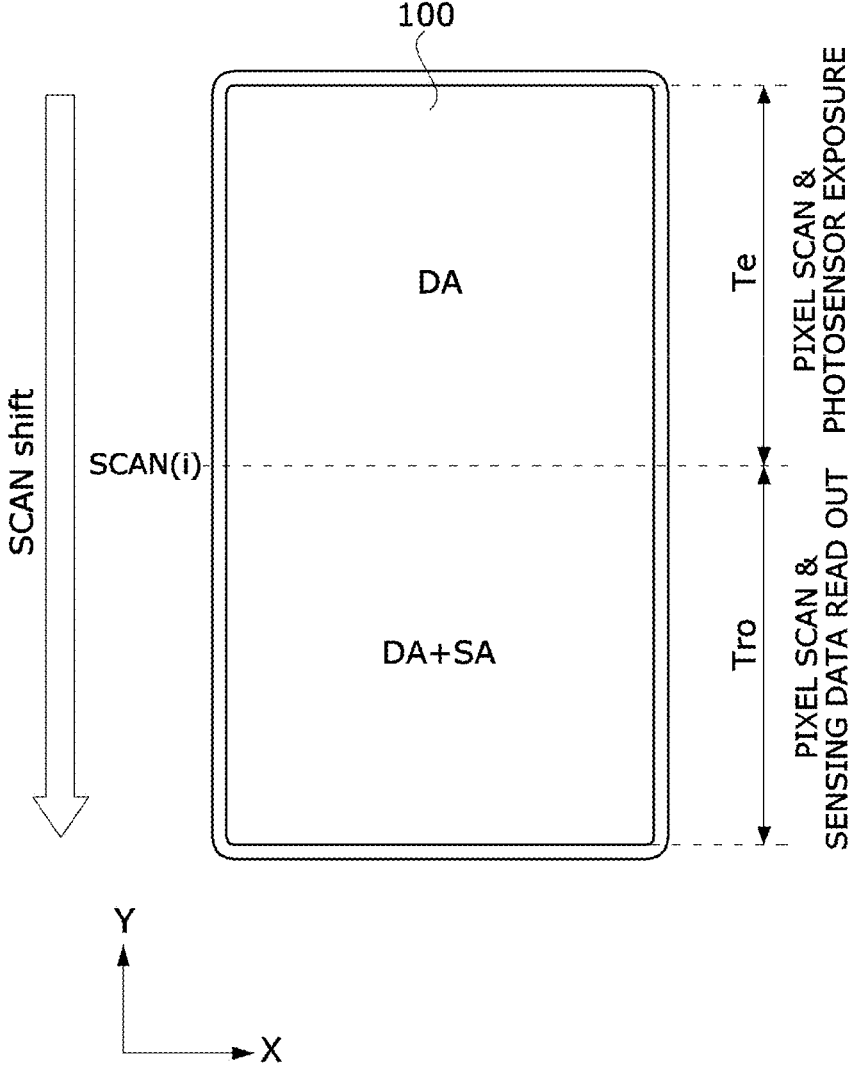 100
SCAN shift
DA
Te
PIXEL SCAN &
PHOTOSENSOR EXPOSURE
SCAN(i)
DA+SA
Tro
PIXEL SCAN &
SENSING DATA READ OUT
Y
X